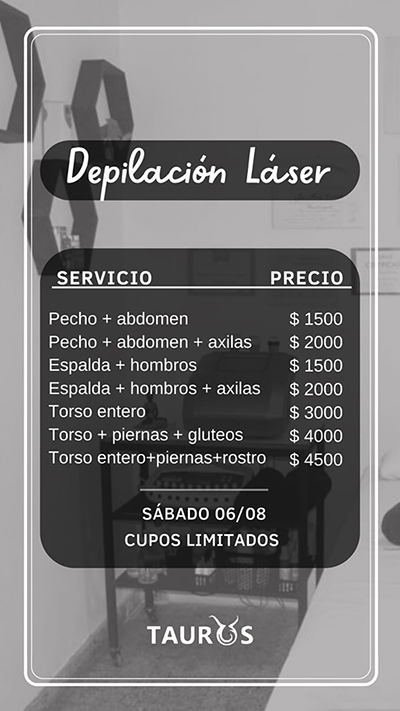 Depilación Láser
SERVICIO PRECIO
Pecho + abdomen $ 1500
Pecho + abdomen + axilas $ 2000
Espalda + hombros $ 1500
Espalda + hombros + axilas $ 2000
Torso entero $ 3000
Torso + piernas + gluteos $ 4000
Torso entero+piernas+rostro $ 4500
SÁBADO 06/08
CUPOS LIMITADOS
TAURUS